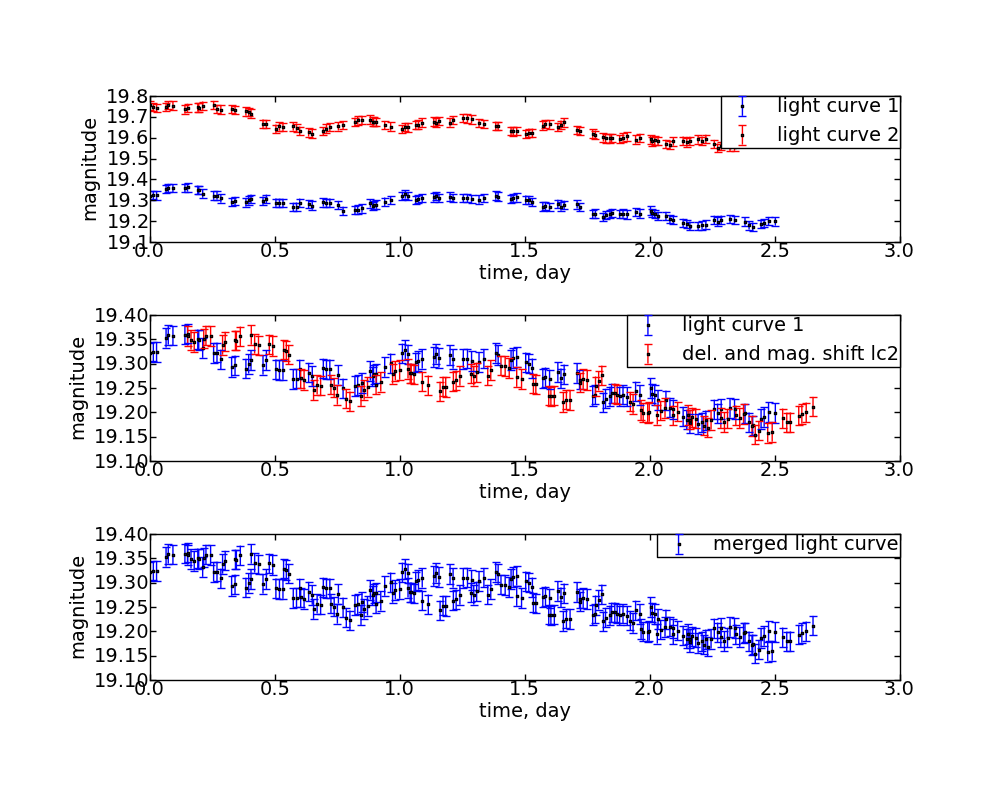 19.8
19.7
19.6
19.5
19.4
19.3
19.2
19.1
magnitude
light curve 1
light curve 2
0.0 0.5 1.0 1.5 2.0 2.5 3.0
time, day
19.40
19.35
19.30
19.25
19.20
19.15
19.10
magnitude
light curve 1
del. and mag. shift lc2
0.0 0.5 1.0 1.5 2.0 2.5 3.0
time, day
19.40
19.35
19.30
19.25
19.20
19.15
19.10
magnitude
merged light curve
0.0 0.5 1.0 1.5 2.0 2.5 3.0
time, day